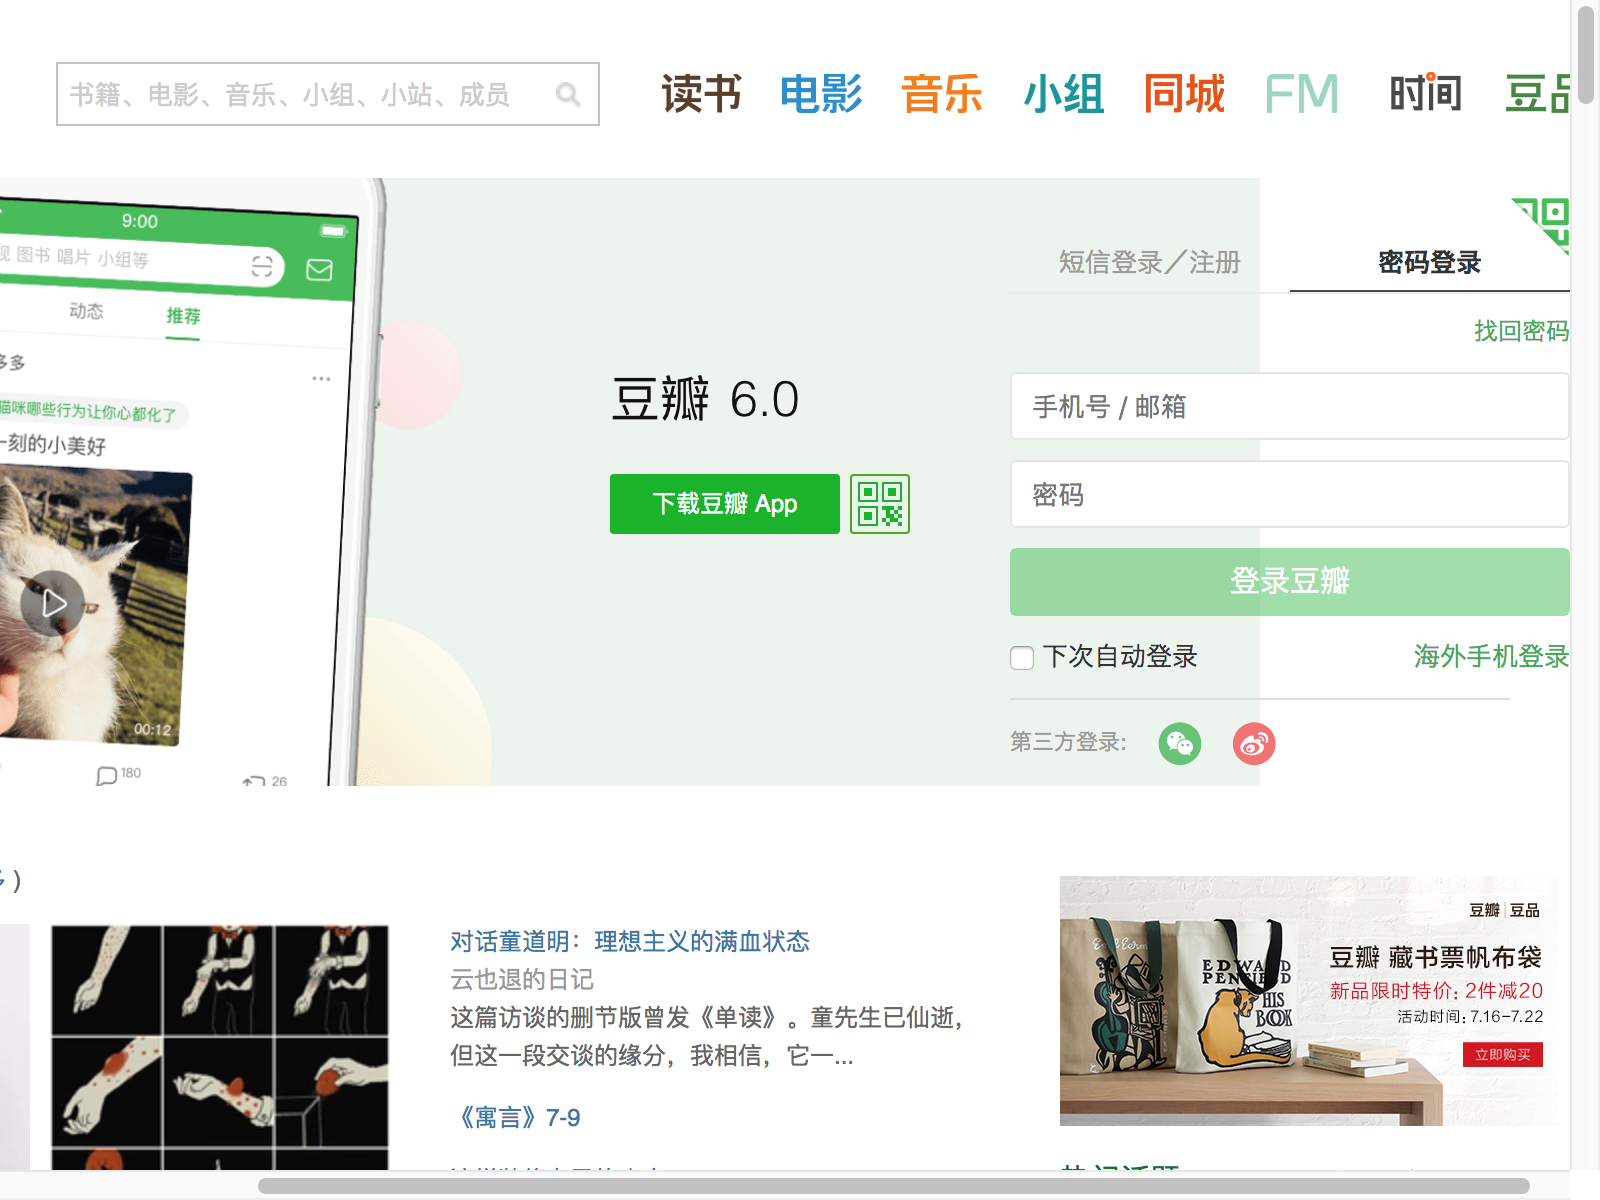 书籍、电影、音乐、小组、小站、成员
读书 电影 音乐 小组 同城 FM 时间 豆品
9:00
图书 唱片 小组等
动态 推荐
多多
猫咪哪些行为让你心都化了
一刻的小美好
00:12
180 26
豆瓣 6.0
下载豆瓣 App
短信登录／注册 密码登录
找回密码
手机号 / 邮箱
密码
登录豆瓣
下次自动登录 海外手机登录
第三方登录:
)
对话童道明：理想主义的满血状态
云也退的日记
这篇访谈的删节版曾发《单读》。童先生已仙逝，
但这一段交谈的缘分，我相信，它一...
《寓言》7-9
豆瓣 豆品
豆瓣 藏书票帆布袋
新品限时特价：2件减20
活动时间：7.16-7.22
立即购买
EDWARD
PENFIELD
HIS
BOOK
热门话题